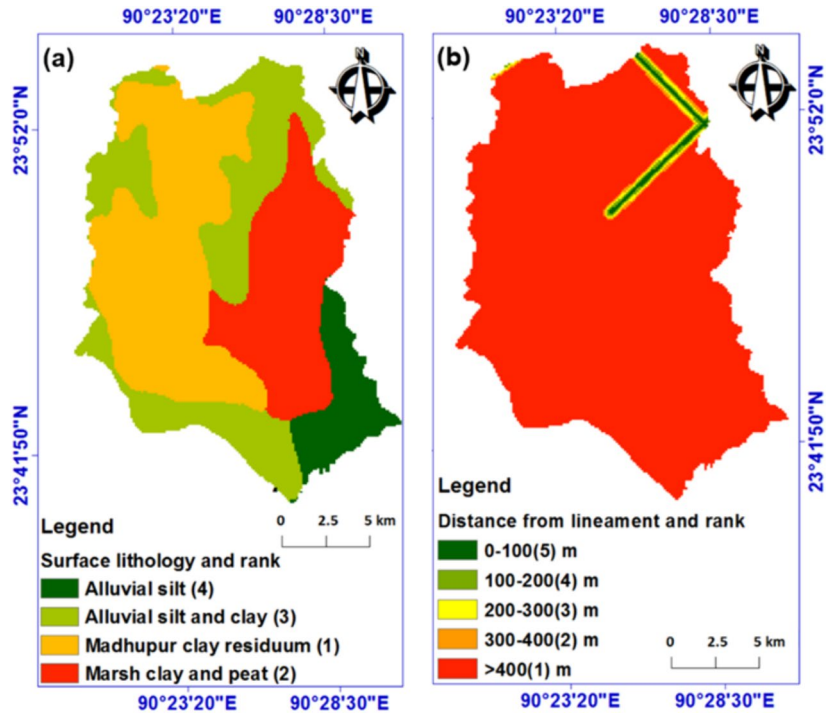 90°23'20"E 90°28'30"E 90°23'20"E 90°28'30"E
(a)
N
23°52'0"N
23°41'50"N
Legend
0 2.5 5 km
Surface lithology and rank
Alluvial silt (4)
Alluvial silt and clay (3)
Madhupur clay residuum (1)
Marsh clay and peat (2)
90°23'20"E 90°28'30"E
(b)
N
23°52'0"N
23°41'50"N
Legend
Distance from lineament and rank
0-100(5) m
100-200(4) m
200-300(3) m
300-400(2) m
>400(1) m
0 2.5 5 km
90°23'20"E 90°28'30"E